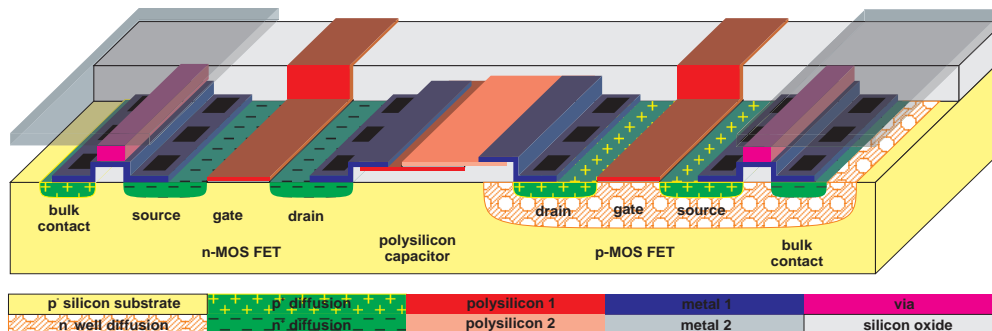 bulk contact
source
gate
drain
n-MOS FET
polysilicon capacitor
drain
gate
source
p-MOS FET
bulk contact
p- silicon substrate
p+ diffusion
polysilicon 1
metal 1
via
n- well diffusion
n+ diffusion
polysilicon 2
metal 2
silicon oxide